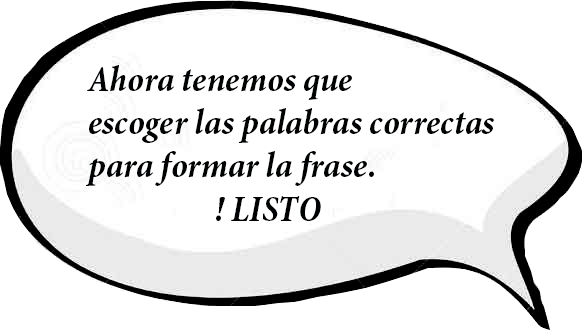 Ahora tenemos que
escoger las palabras correctas
para formar la frase.
! LISTO